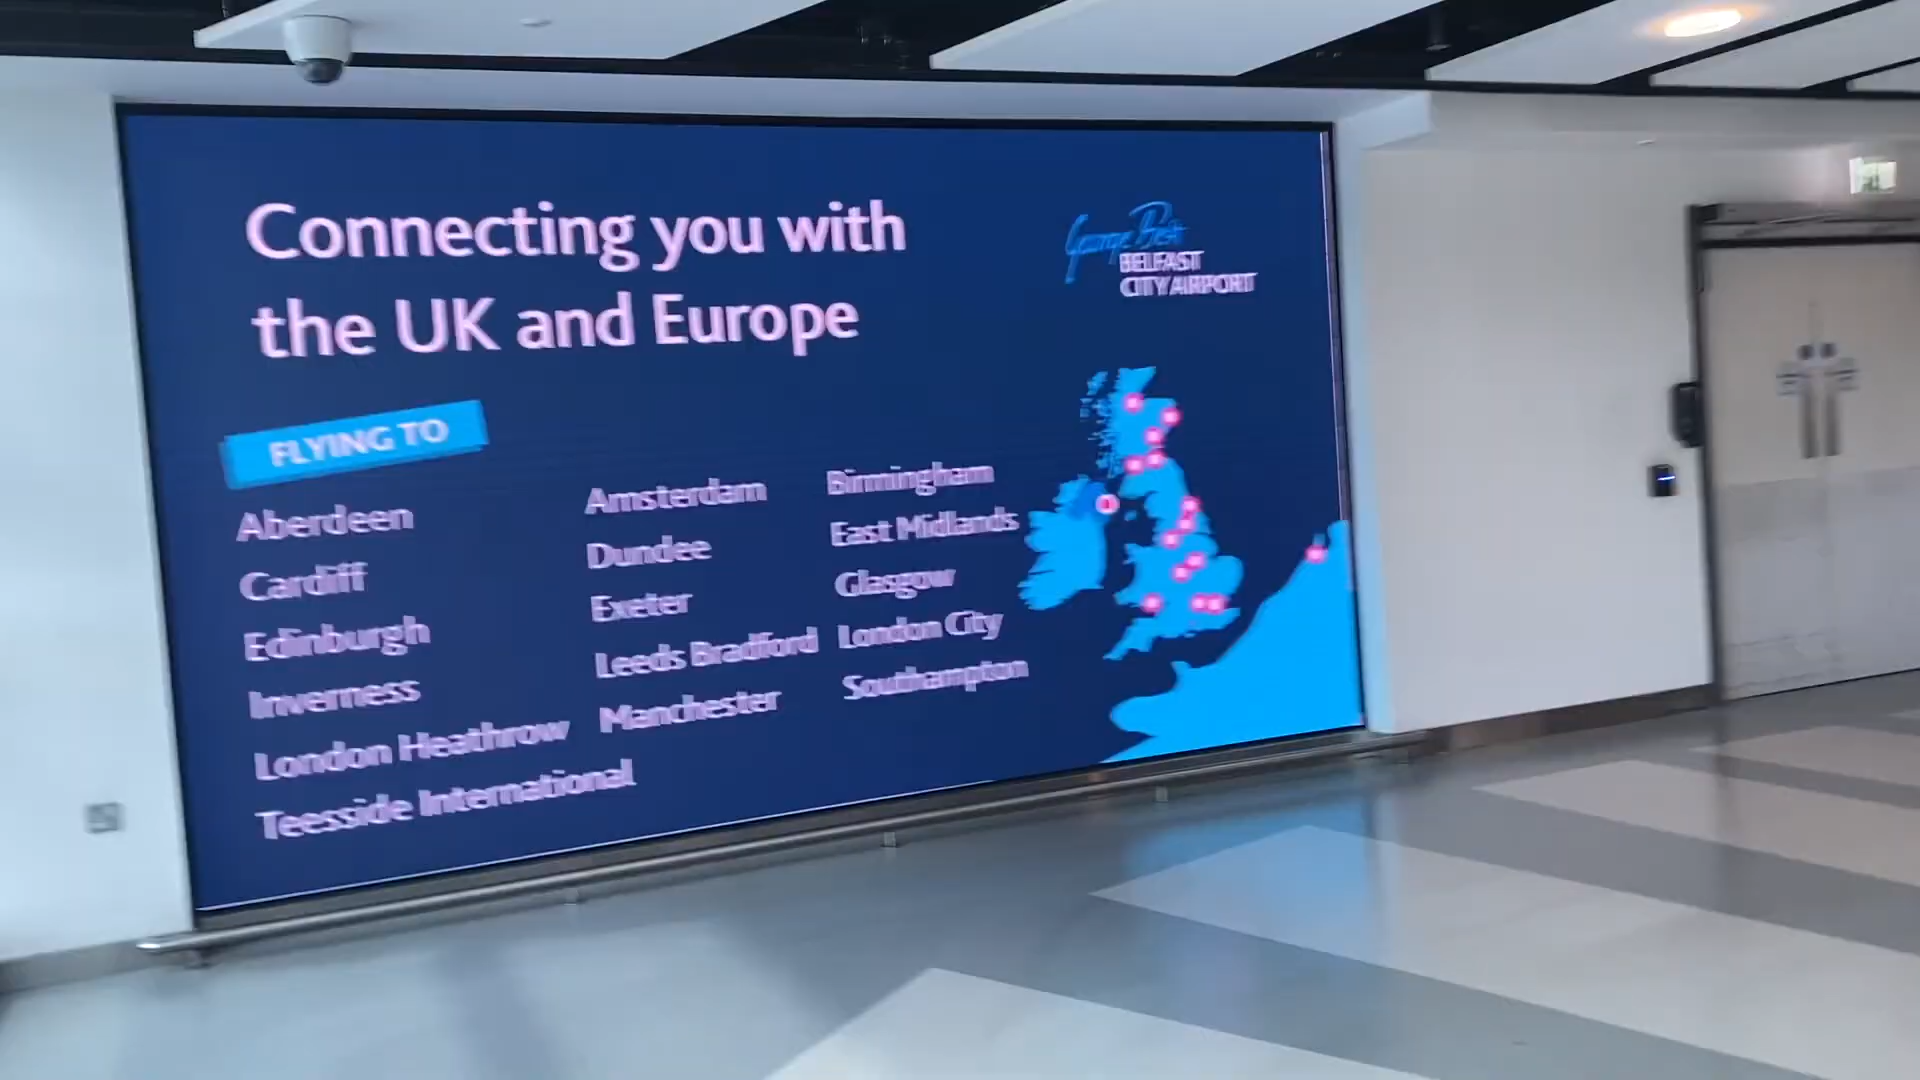 Connecting you with
the UK and Europe
George Best
BELFAST
CITY AIRPORT
FLYING TO
Aberdeen
Cardiff
Edinburgh
Inverness
London Heathrow
Teesside International
Amsterdam
Dundee
Exeter
Leeds Bradford
Manchester
Birmingham
East Midlands
Glasgow
London City
Southampton